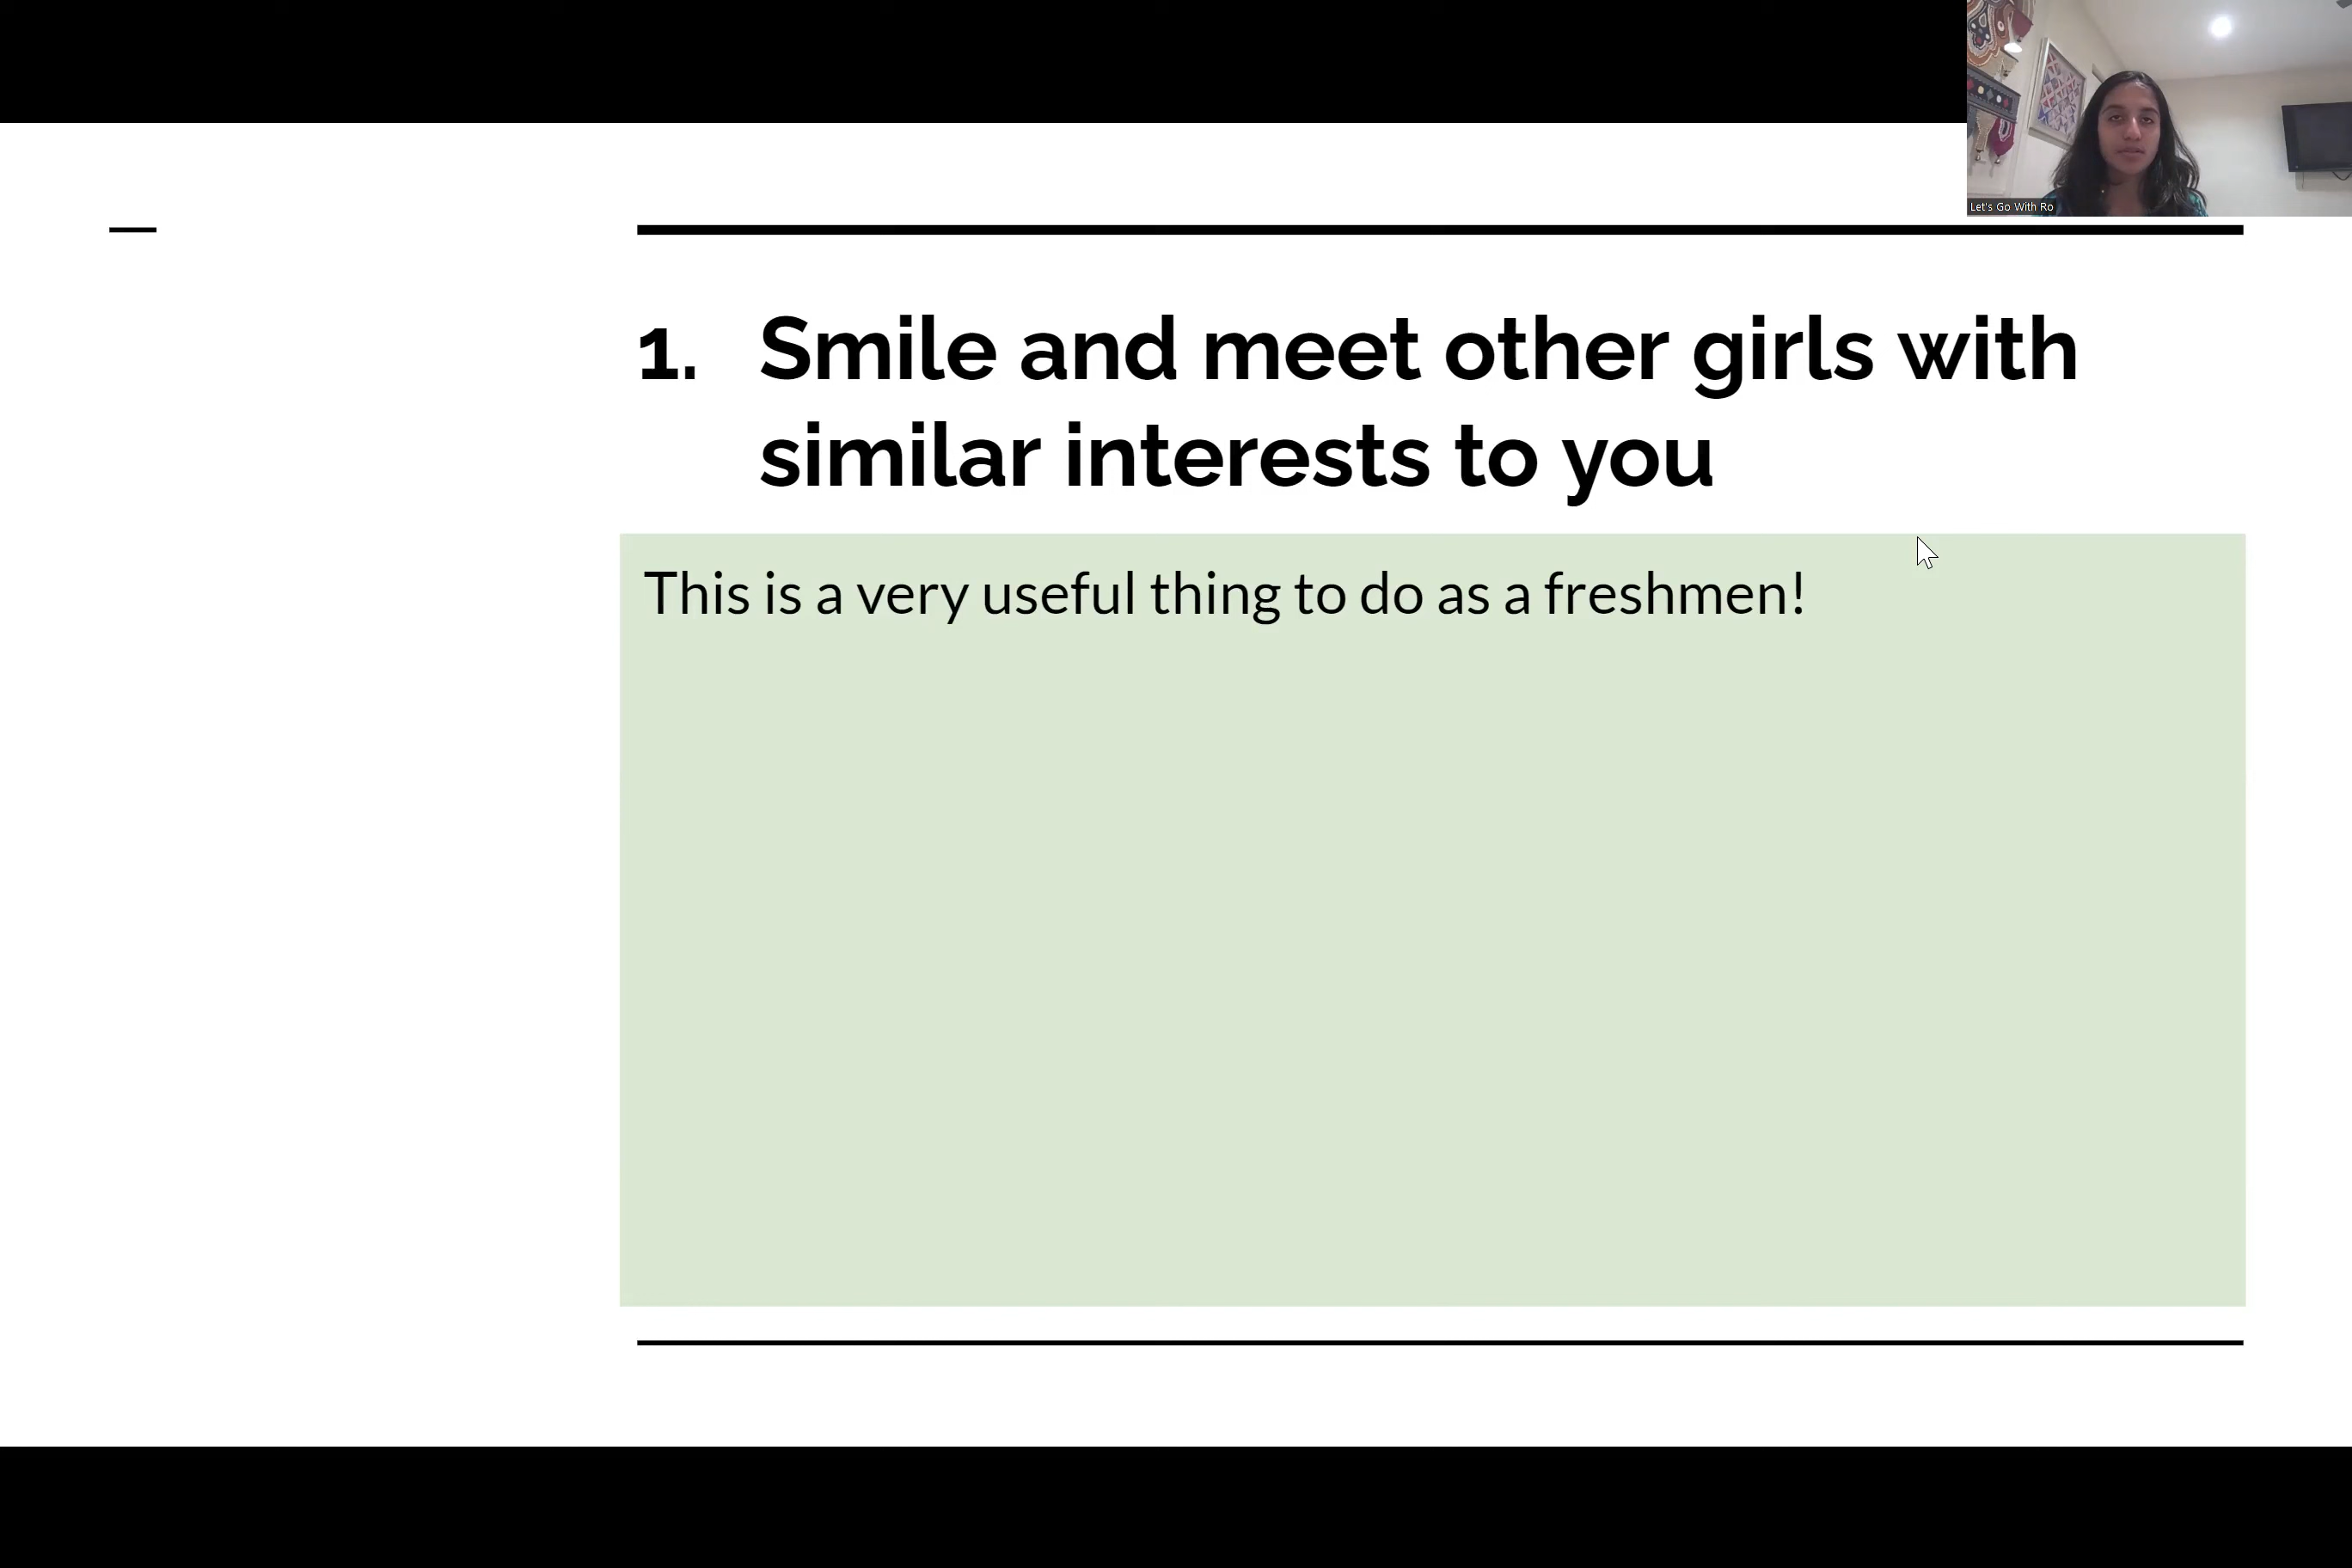 Let's Go With Ro
1. Smile and meet other girls with
similar interests to you
This is a very useful thing to do as a freshmen!